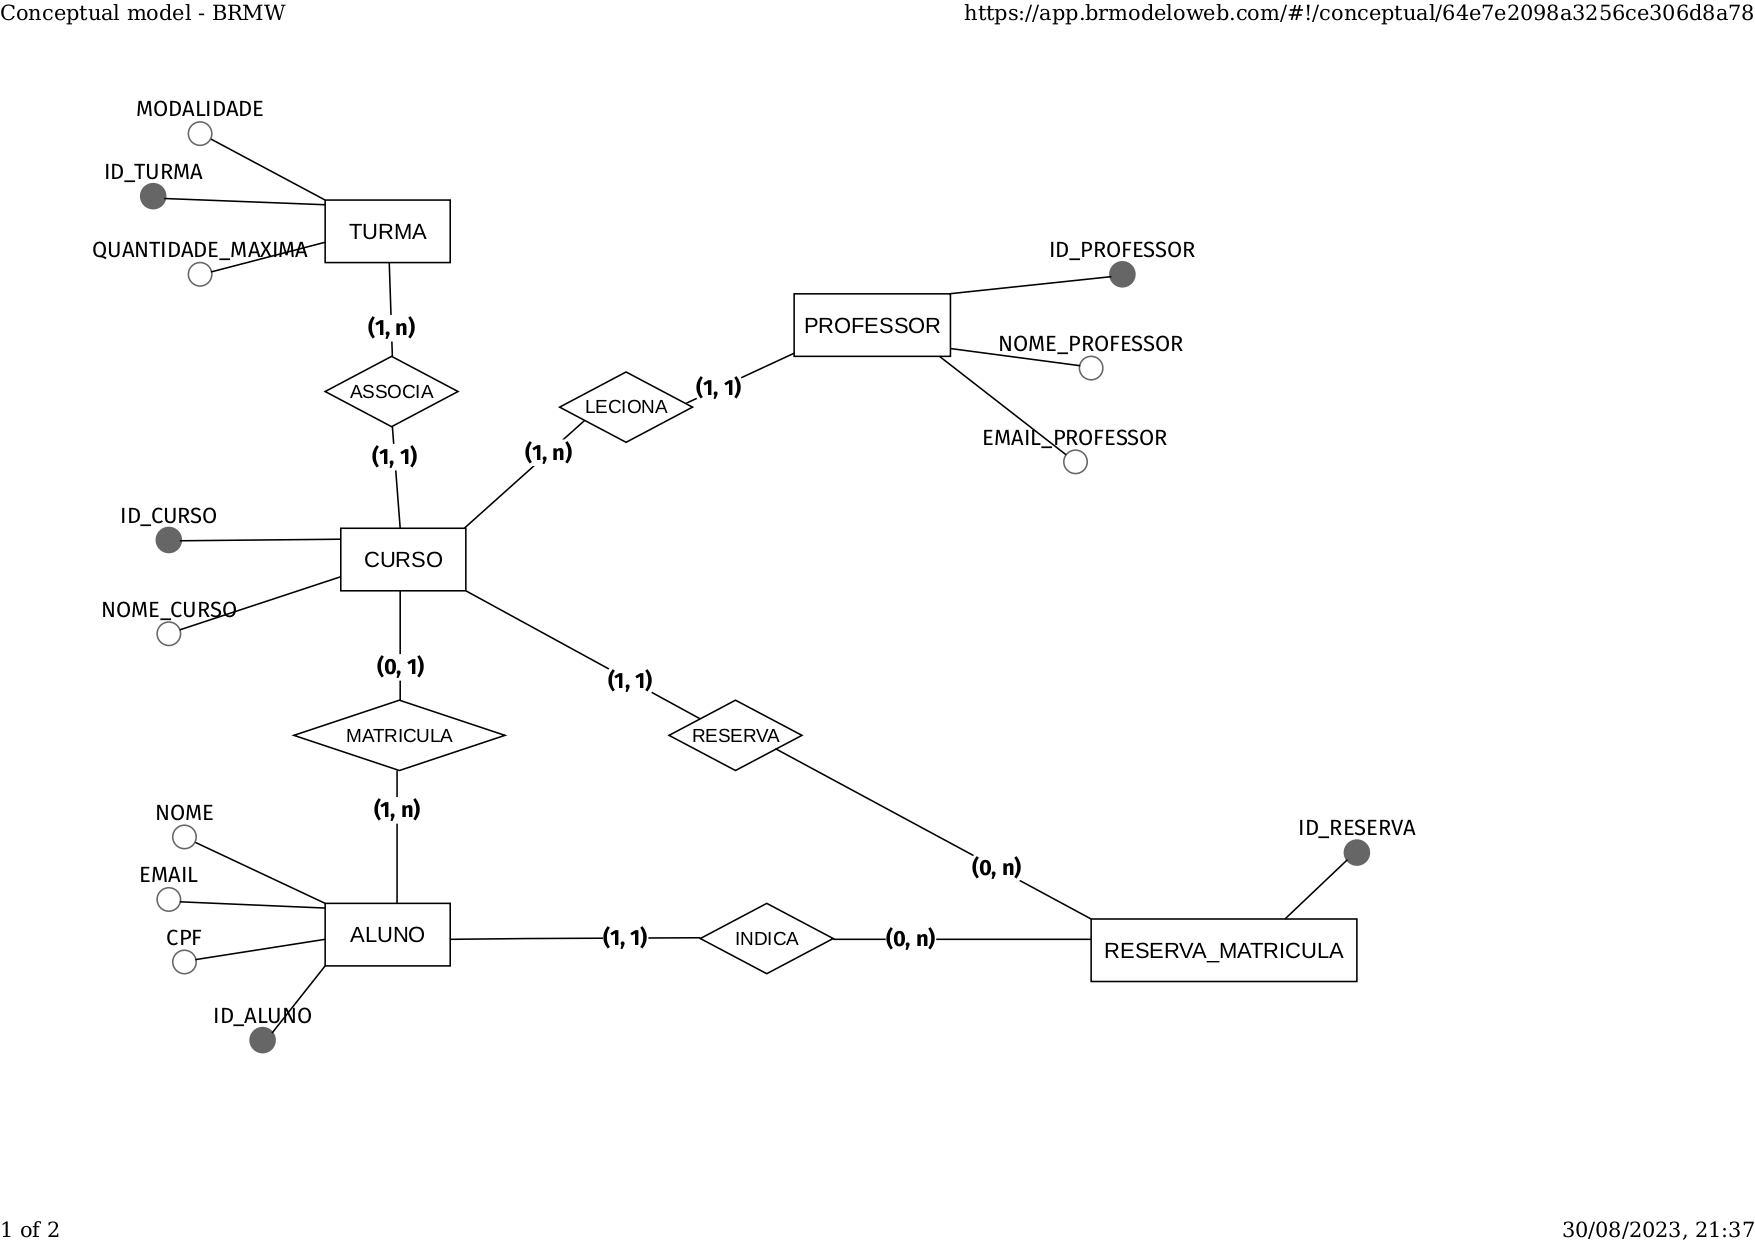 Conceptual model - BRMW
https://app.brmodeloweb.com/#!/conceptual/64e7e2098a3256ce306d8a78
MODALIDADE
ID_TURMA
TURMA
QUANTIDADE_MAXIMA
ID_PROFESSOR
PROFESSOR
(1, n)
NOME_PROFESSOR
ASSOCIA
(1, 1)
LECIONA
EMAIL_PROFESSOR
(1, 1)
(1, n)
ID_CURSO
CURSO
NOME_CURSO
(0, 1)
(1, 1)
MATRICULA
RESERVA
NOME
(1, n)
ID_RESERVA
EMAIL
(0, n)
CPF
ALUNO
(1, 1)
INDICA
(0, n)
RESERVA_MATRICULA
ID_ALUNO
1 of 2
30/08/2023, 21:37